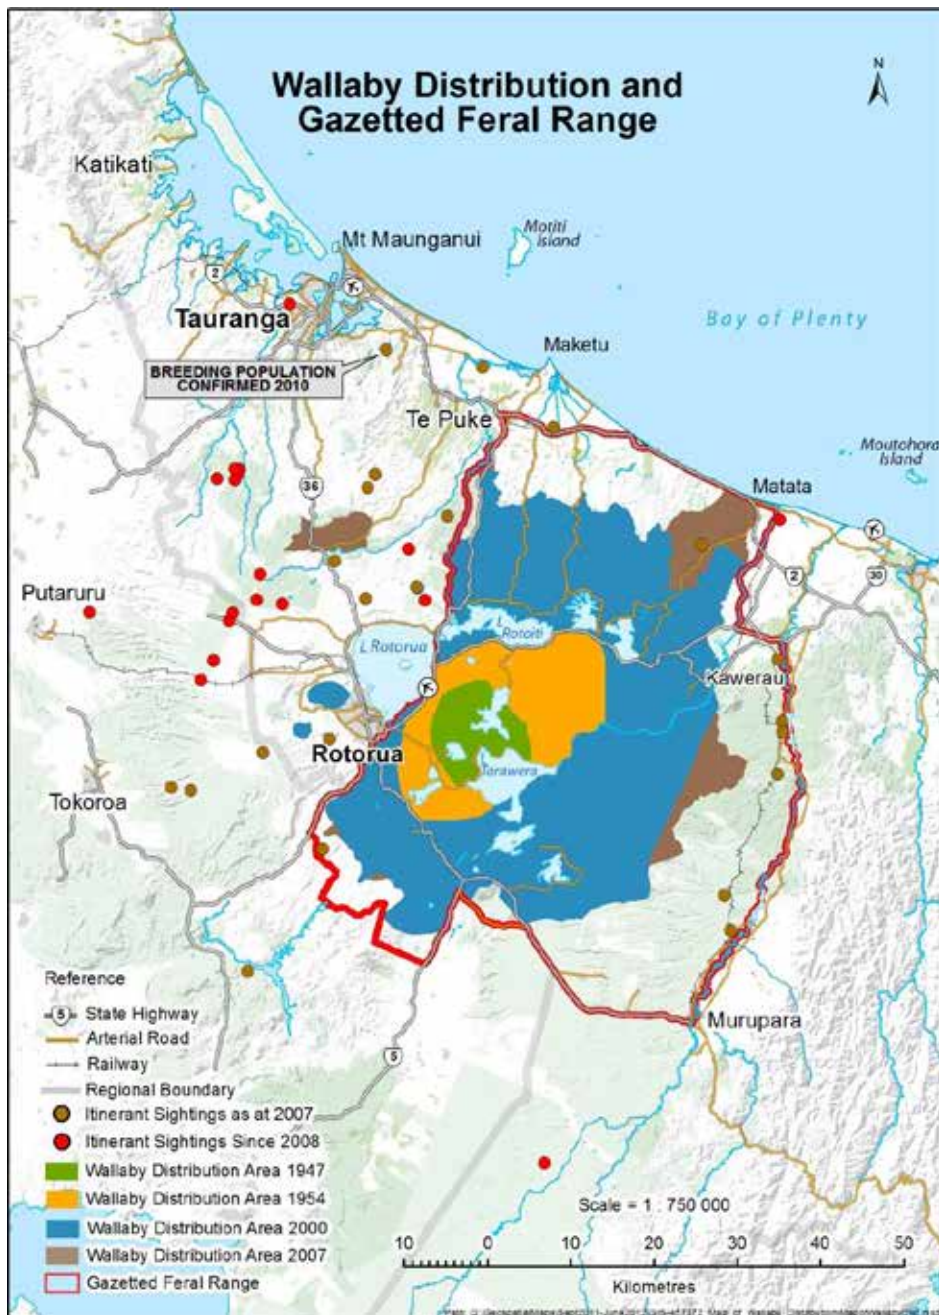 Wallaby Distribution and
Gazetted Feral Range
N
Katikati
Mt Maunganui
Motiti
Island
2
Tauranga
Bay of Plenty
Maketu
BREEDING POPULATION
CONFIRMED 2010
Te Puke
Moutohora
Island
36
Matata
2
30
Putaruru
L
Rotoiti
L Rotorua
Kawerau
Rotorua
L
Tarawera
Tokoroa
Murupara
5
Reference
5 State Highway
Arterial Road
Railway
Regional Boundary
Itinerant Sightings as at 2007
Itinerant Sightings Since 2008
Wallaby Distribution Area 1947
Wallaby Distribution Area 1954
Wallaby Distribution Area 2000
Wallaby Distribution Area 2007
Gazetted Feral Range
Scale = 1 : 750 000
10 0 10 20 30 40 50
Kilometres